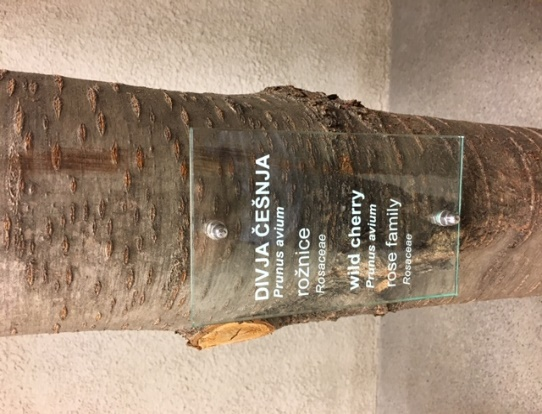 DIVJA ČEŠNJA
Prunus avium
rožnice
Rosaceae
wild cherry
Prunus avium
rose family
Rosaceae